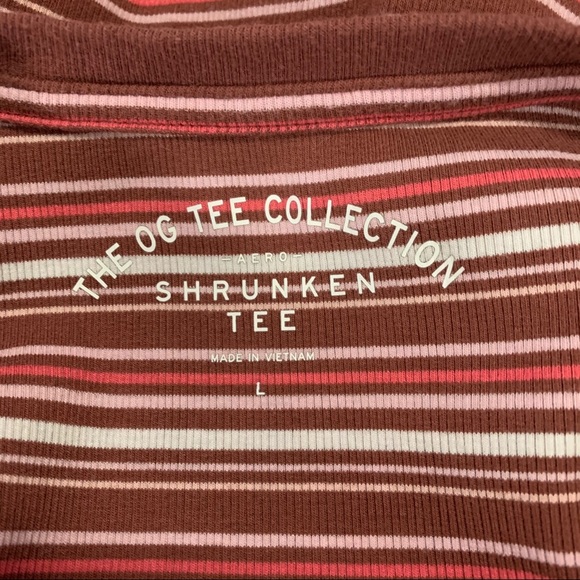 THE OG TEE COLLECTION
—AERO—
SHRUNKEN
TEE
MADE IN VIETNAM
L